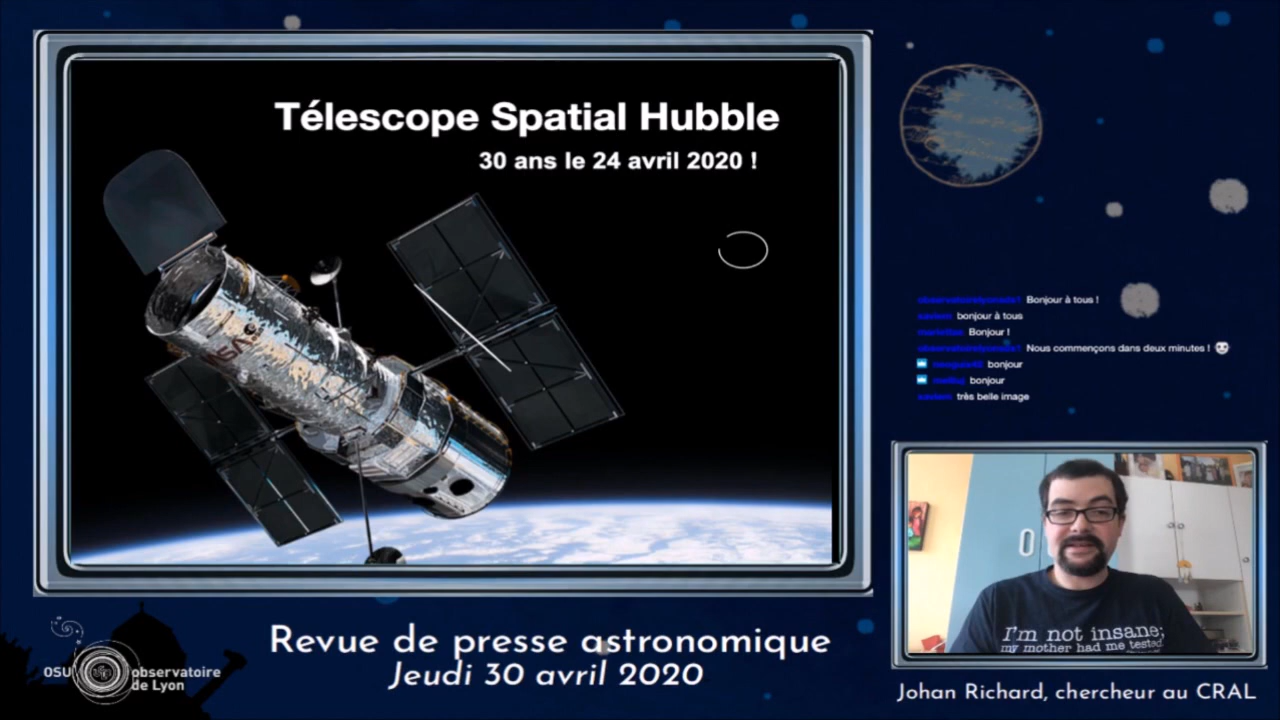 Télescope Spatial Hubble
30 ans le 24 avril 2020 !
Bonjour à tous !
bonjour à tous
Bonjour !
Nous commençons dans deux minutes !
bonjour
bonjour
très belle image
I'm not insane;
my mother had me tested
Revue de presse astronomique
Jeudi 30 avril 2020
OSU observatoire
de Lyon
Johan Richard, chercheur au CRAL